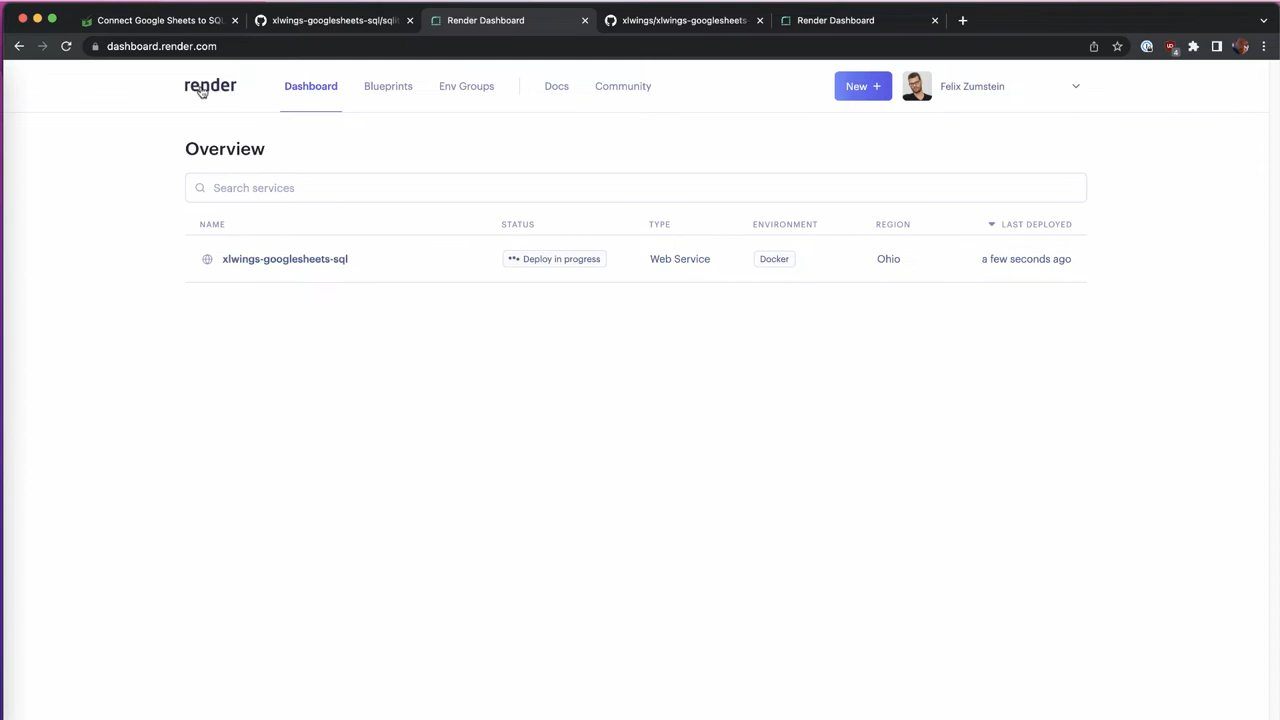 Connect Google Sheets to SQL
xlwings-googlesheets-sql/sqlit
Render Dashboard
xlwings/xlwings-googlesheets-
Render Dashboard
dashboard.render.com
render
Dashboard
Blueprints
Env Groups
Docs
Community
New +
Felix Zumstein
Overview
Search services
NAME
STATUS
TYPE
ENVIRONMENT
REGION
LAST DEPLOYED
xlwings-googlesheets-sql
Deploy in progress
Web Service
Docker
Ohio
a few seconds ago